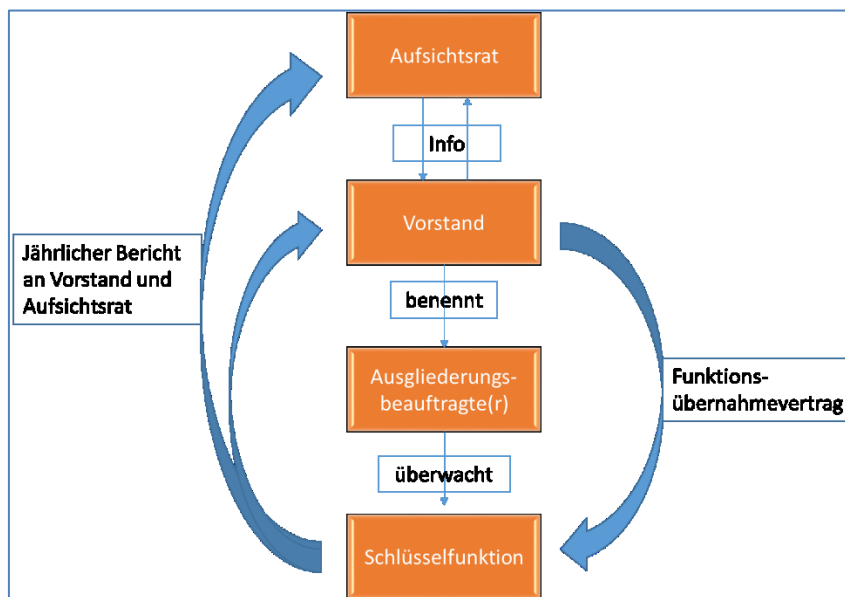 Aufsichtsrat
Info
Vorstand
Jährlicher Bericht
an Vorstand und
Aufsichtsrat
benennt
Ausgliederungs-
beauftragte(r)
Funktions-
übernahmevertrag
überwacht
Schlüsselfunktion